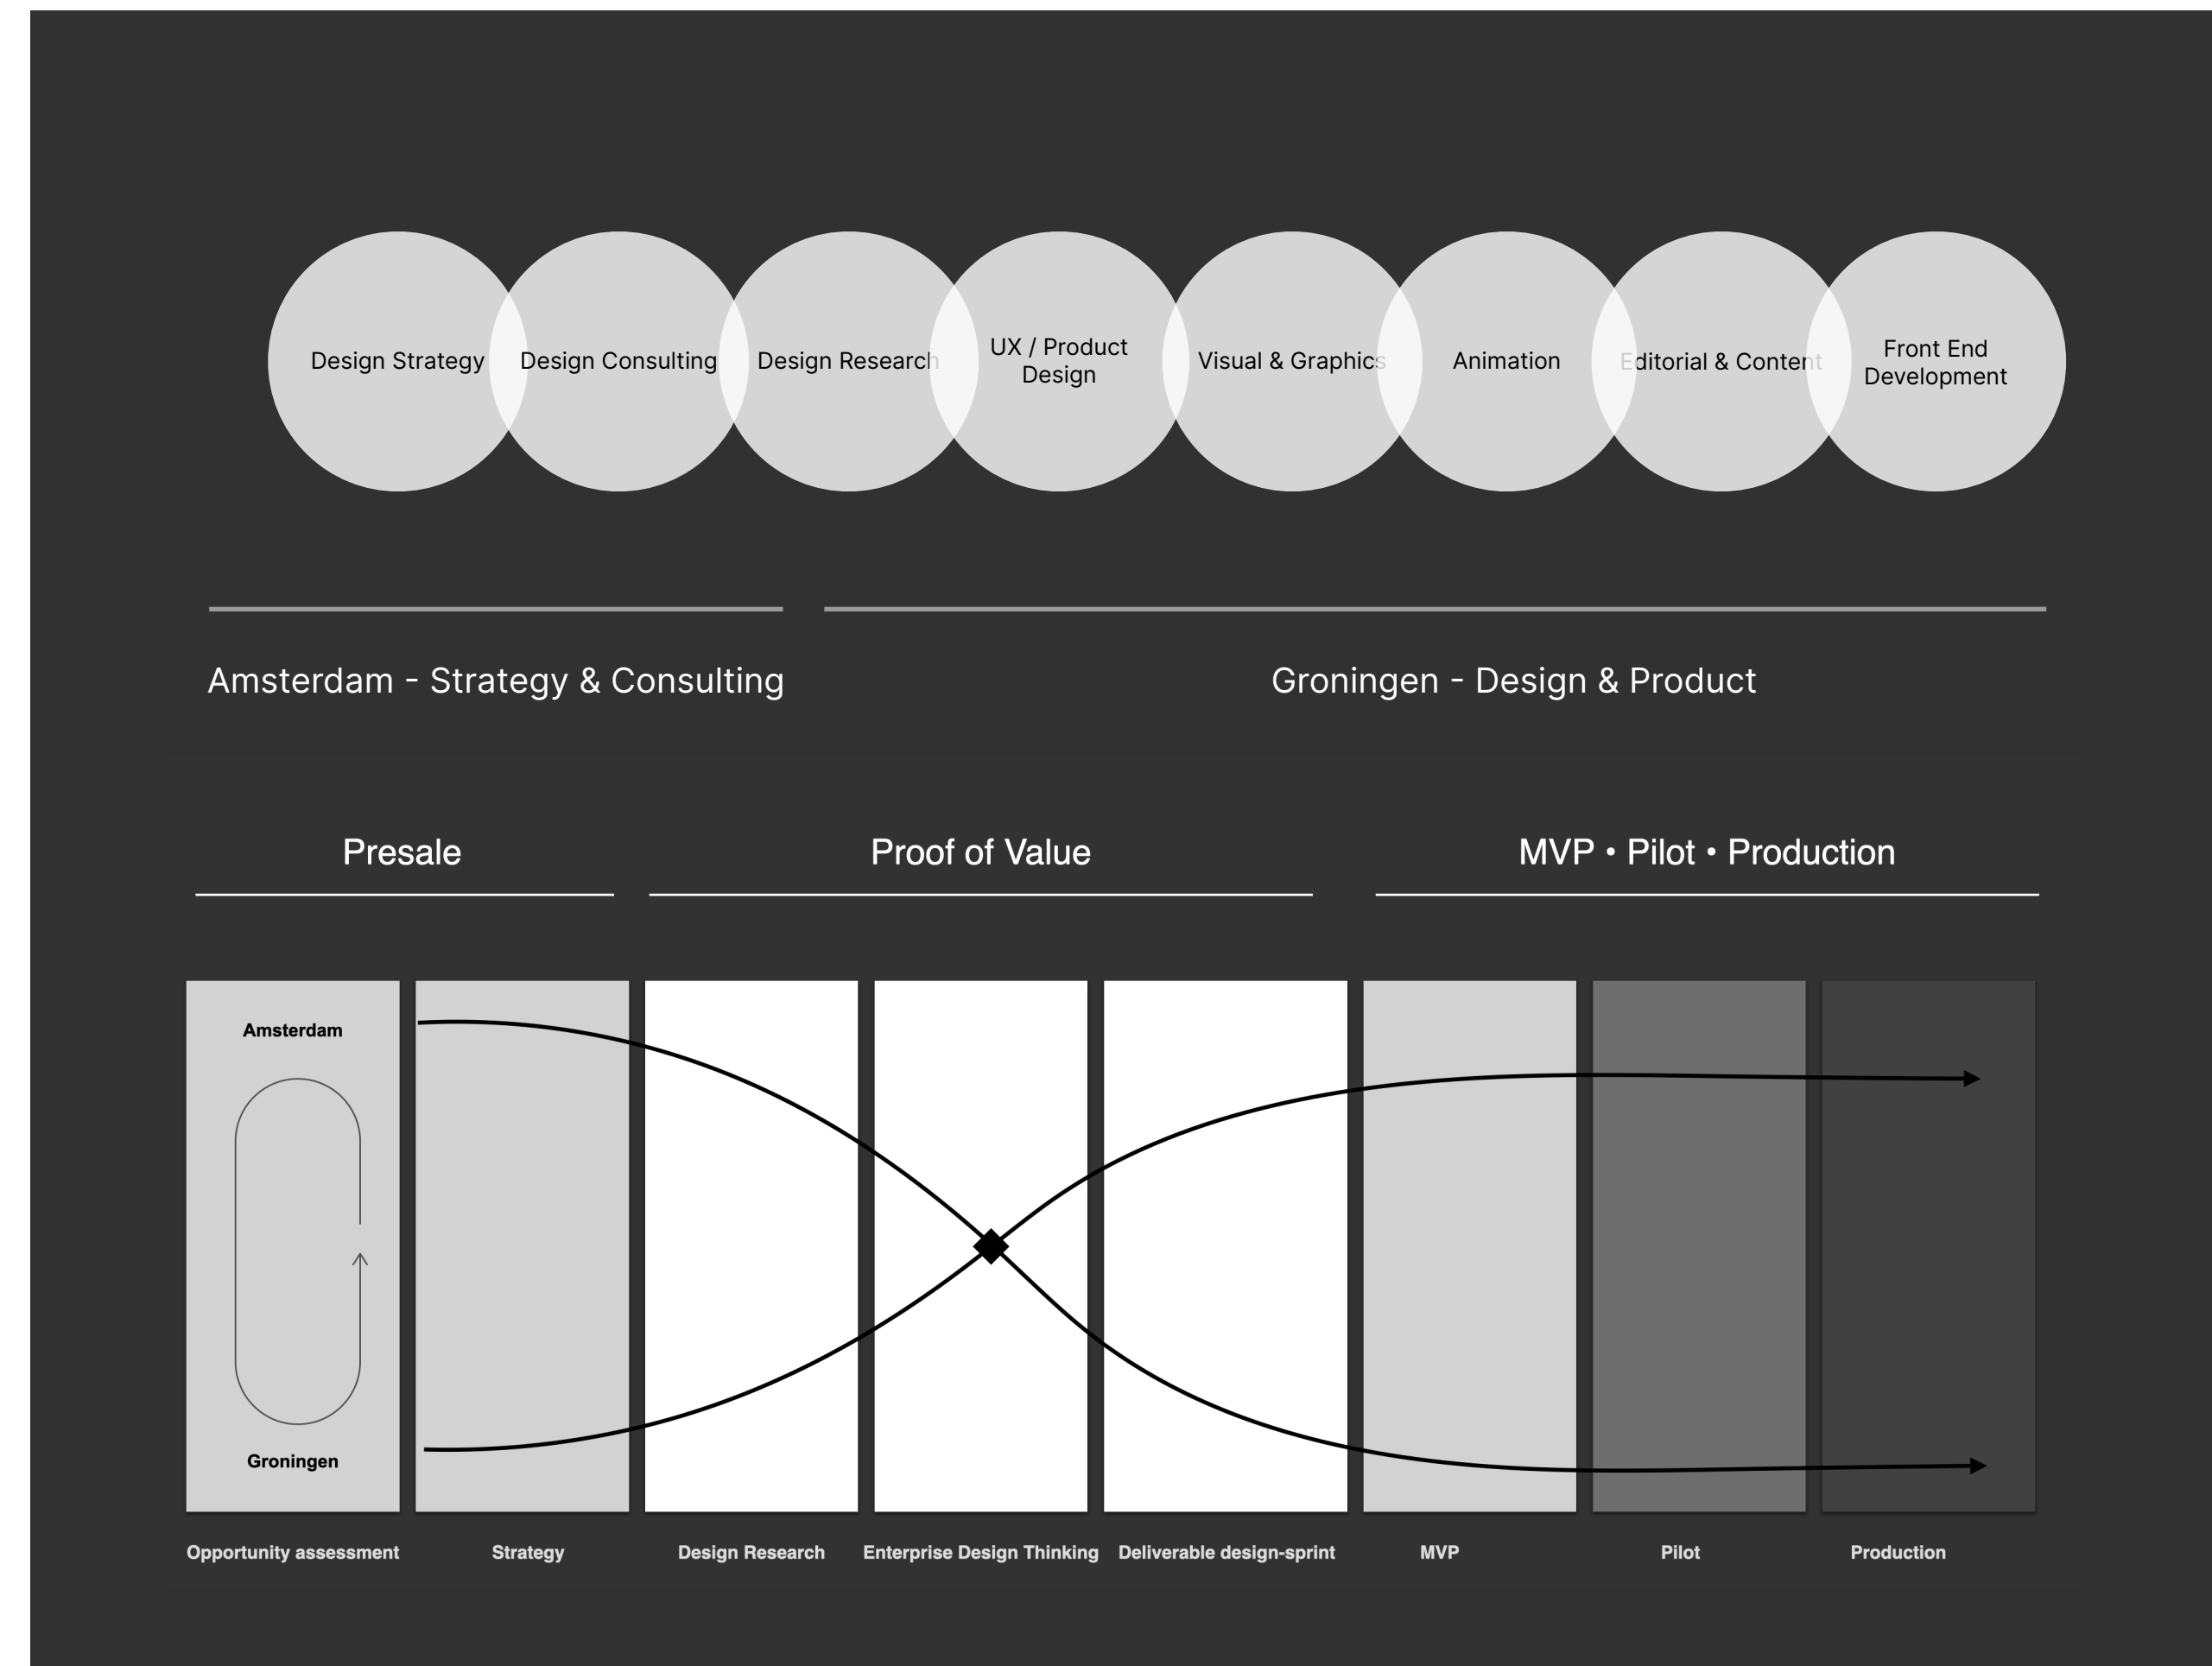 Design Strategy
Design Consulting
Design Research
UX / Product
Design
Visual & Graphics
Animation
Editorial & Content
Front End
Development
Amsterdam - Strategy & Consulting
Groningen - Design & Product
Presale
Proof of Value
MVP • Pilot • Production
Amsterdam
Groningen
Opportunity assessment
Strategy
Design Research
Enterprise Design Thinking
Deliverable design-sprint
MVP
Pilot
Production